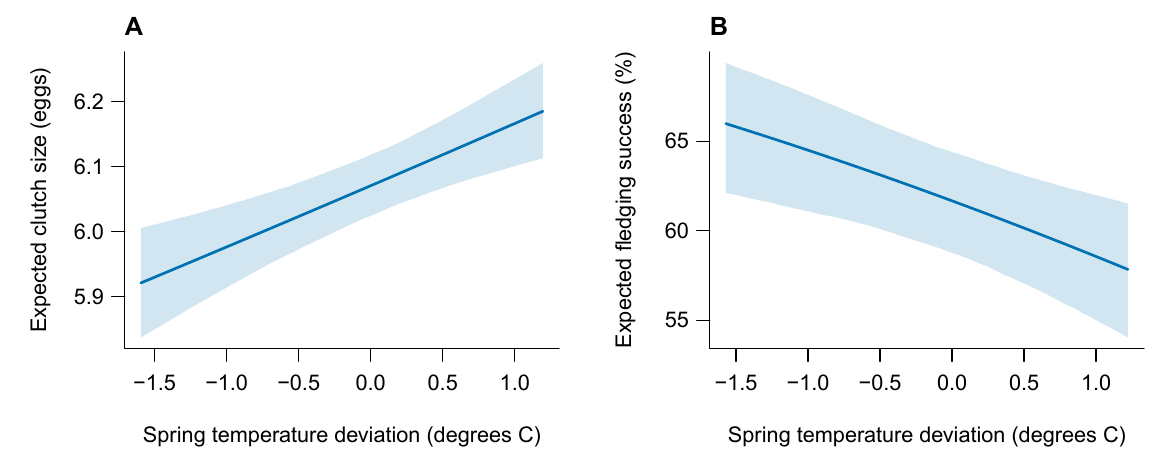 A
Expected clutch size (eggs)
6.2
6.1
6.0
5.9
−1.5 −1.0 −0.5 0.0 0.5 1.0
Spring temperature deviation (degrees C)
B
Expected fledging success (%)
65
60
55
−1.5 −1.0 −0.5 0.0 0.5 1.0
Spring temperature deviation (degrees C)